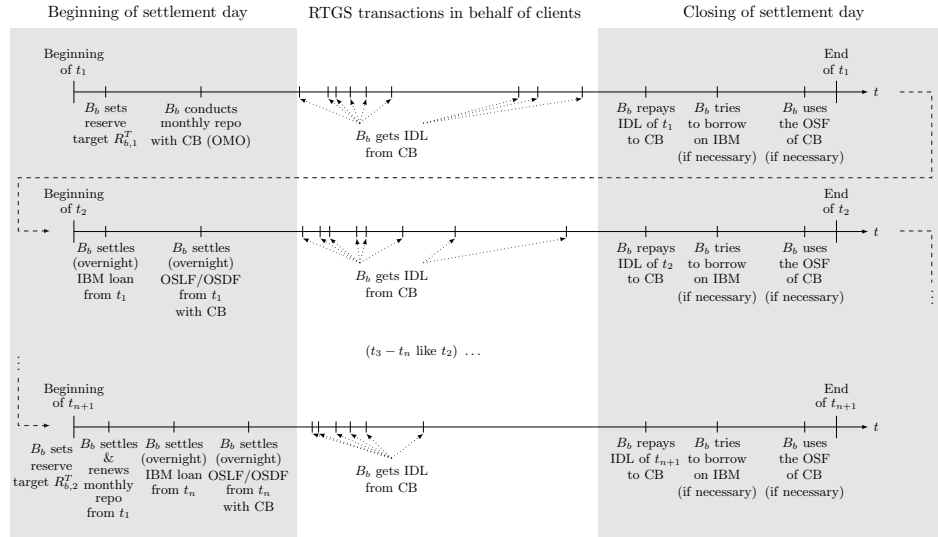 Beginning of settlement day
RTGS transactions in behalf of clients
Closing of settlement day
Beginning
of t₁
End
of t₁
t
B_b sets
reserve
target R^T_{b,1}
B_b conducts
monthly repo
with CB (OMO)
B_b gets IDL
from CB
B_b repays
IDL of t₁
to CB
B_b tries
to borrow
on IBM
(if necessary)
B_b uses
the OSF
of CB
(if necessary)
Beginning
of t₂
End
of t₂
t
B_b settles
(overnight)
IBM loan
from t₁
B_b settles
(overnight)
OSLF/OSDF
from t₁
with CB
B_b gets IDL
from CB
B_b repays
IDL of t₂
to CB
B_b tries
to borrow
on IBM
(if necessary)
B_b uses
the OSF
of CB
(if necessary)
(t₃ − tₙ like t₂) …
Beginning
of t_{n+1}
End
of t_{n+1}
t
B_b sets
reserve
target R^T_{b,2}
B_b settles
&
renews
monthly
repo
from t₁
B_b settles
(overnight)
IBM loan
from tₙ
B_b settles
(overnight)
OSLF/OSDF
from tₙ
with CB
B_b gets IDL
from CB
B_b repays
IDL of t_{n+1}
to CB
B_b tries
to borrow
on IBM
(if necessary)
B_b uses
the OSF
of CB
(if necessary)